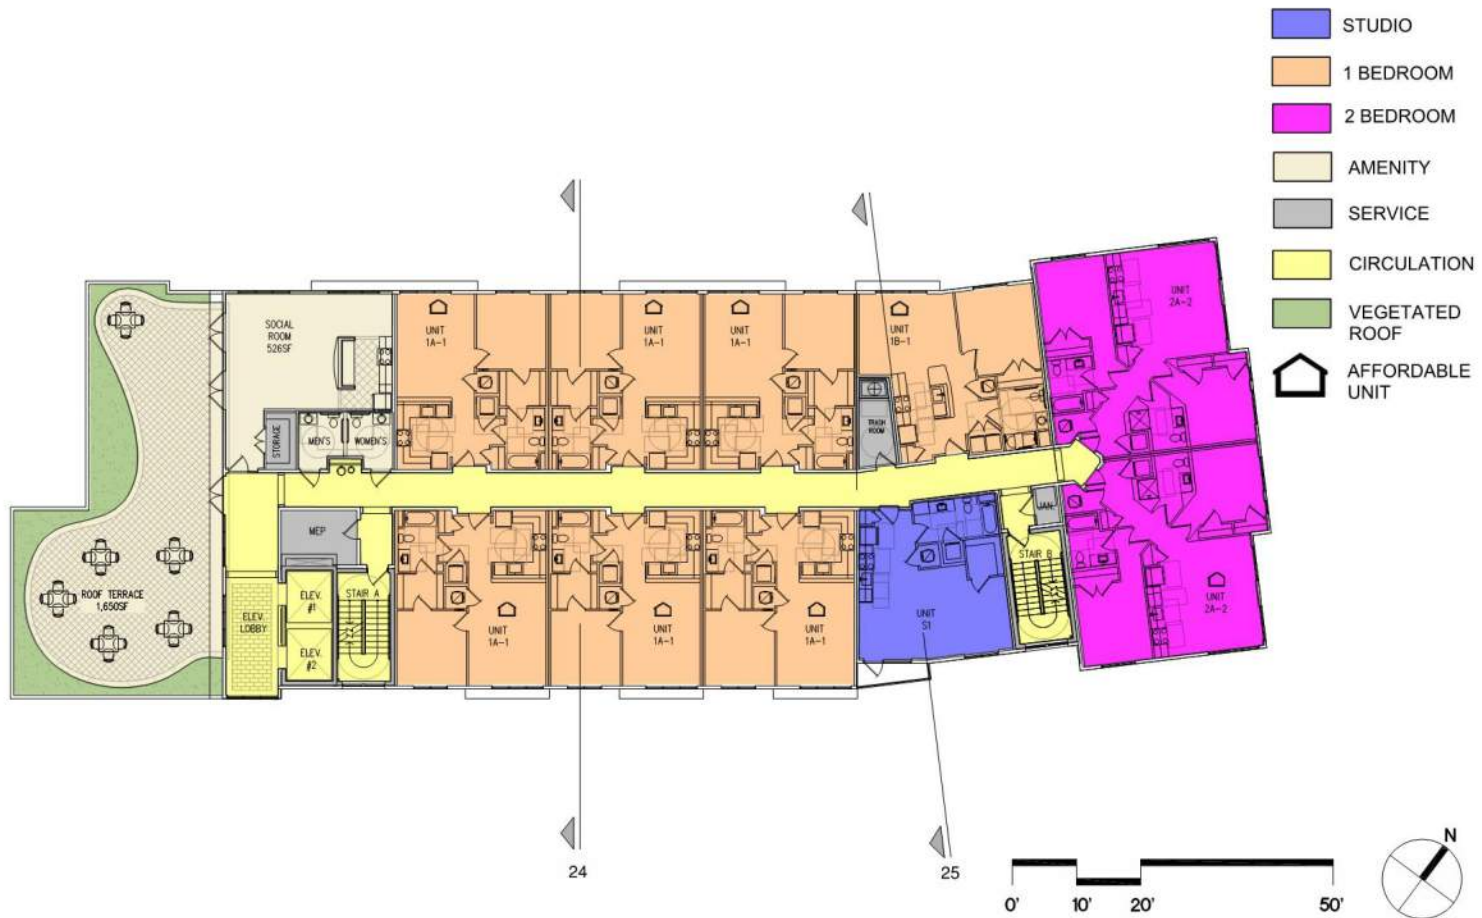 STUDIO
1 BEDROOM
2 BEDROOM
AMENITY
SERVICE
CIRCULATION
VEGETATED
ROOF
AFFORDABLE
UNIT
UNIT
2A-2
SOCIAL
ROOM
526SF
UNIT
1A-1
UNIT
1A-1
UNIT
1A-1
UNIT
1B-1
STORAGE
MEN'S
WOMEN'S
TRASH
ROOM
MEP
JAN.
STAIR B
ROOF TERRACE
1,650SF
ELEV.
LOBBY
ELEV.
#1
ELEV.
#2
STAIR A
UNIT
1A-1
UNIT
1A-1
UNIT
1A-1
UNIT
S1
UNIT
2A-2
24
25
N
0'
10'
20'
50'